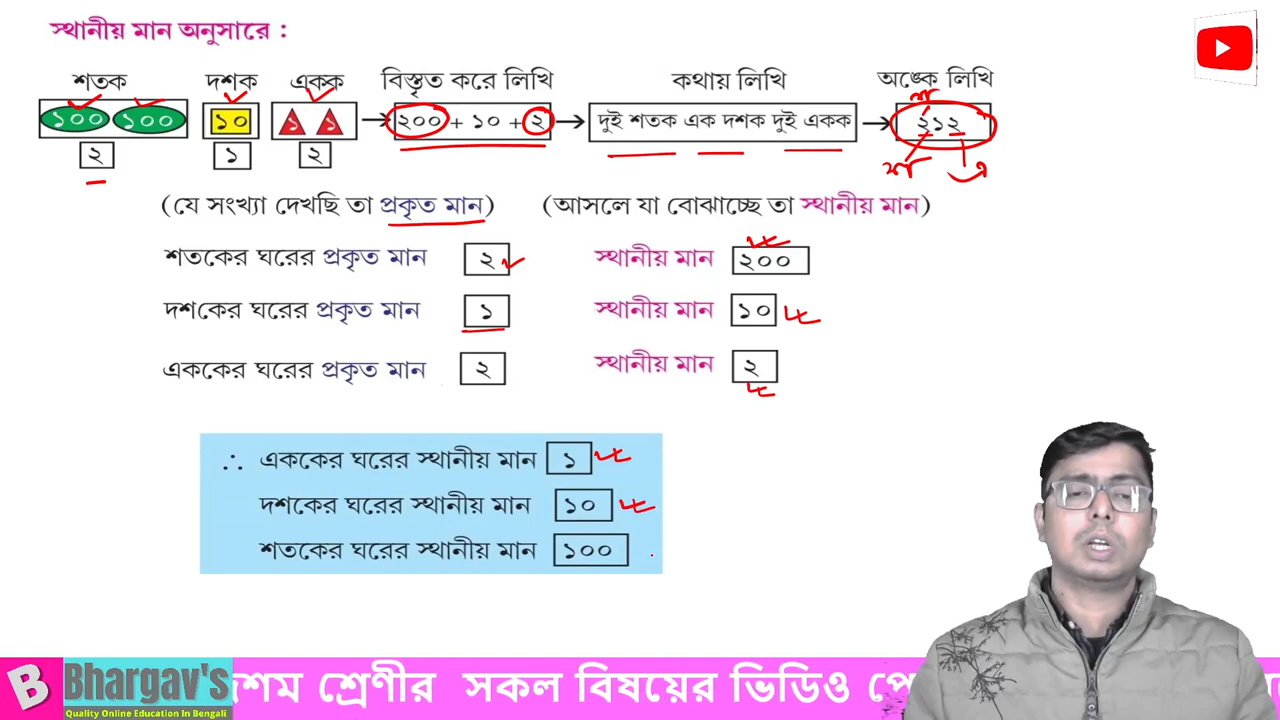 স্থানীয় মান অনুসারে :
শতক দশক একক বিস্তৃত করে লিখি কথায় লিখি অঙ্কে লিখি
১০০ ১০০ ১০ ১ ১ → ২০০ + ১০ + ২ → দুই শতক এক দশক দুই একক → ২১২
২ ১ ২
(যে সংখ্যা দেখছি তা প্রকৃত মান) (আসলে যা বোঝাচ্ছে তা স্থানীয় মান)
শতকের ঘরের প্রকৃত মান ২ স্থানীয় মান ২০০
দশকের ঘরের প্রকৃত মান ১ স্থানীয় মান ১০
এককের ঘরের প্রকৃত মান ২ স্থানীয় মান ২
∴ এককের ঘরের স্থানীয় মান ১
দশকের ঘরের স্থানীয় মান ১০
শতকের ঘরের স্থানীয় মান ১০০
B Bhargav's
Quality Online Education In Bengali
শ্রেণীর সকল বিষয়ের ভিডিও